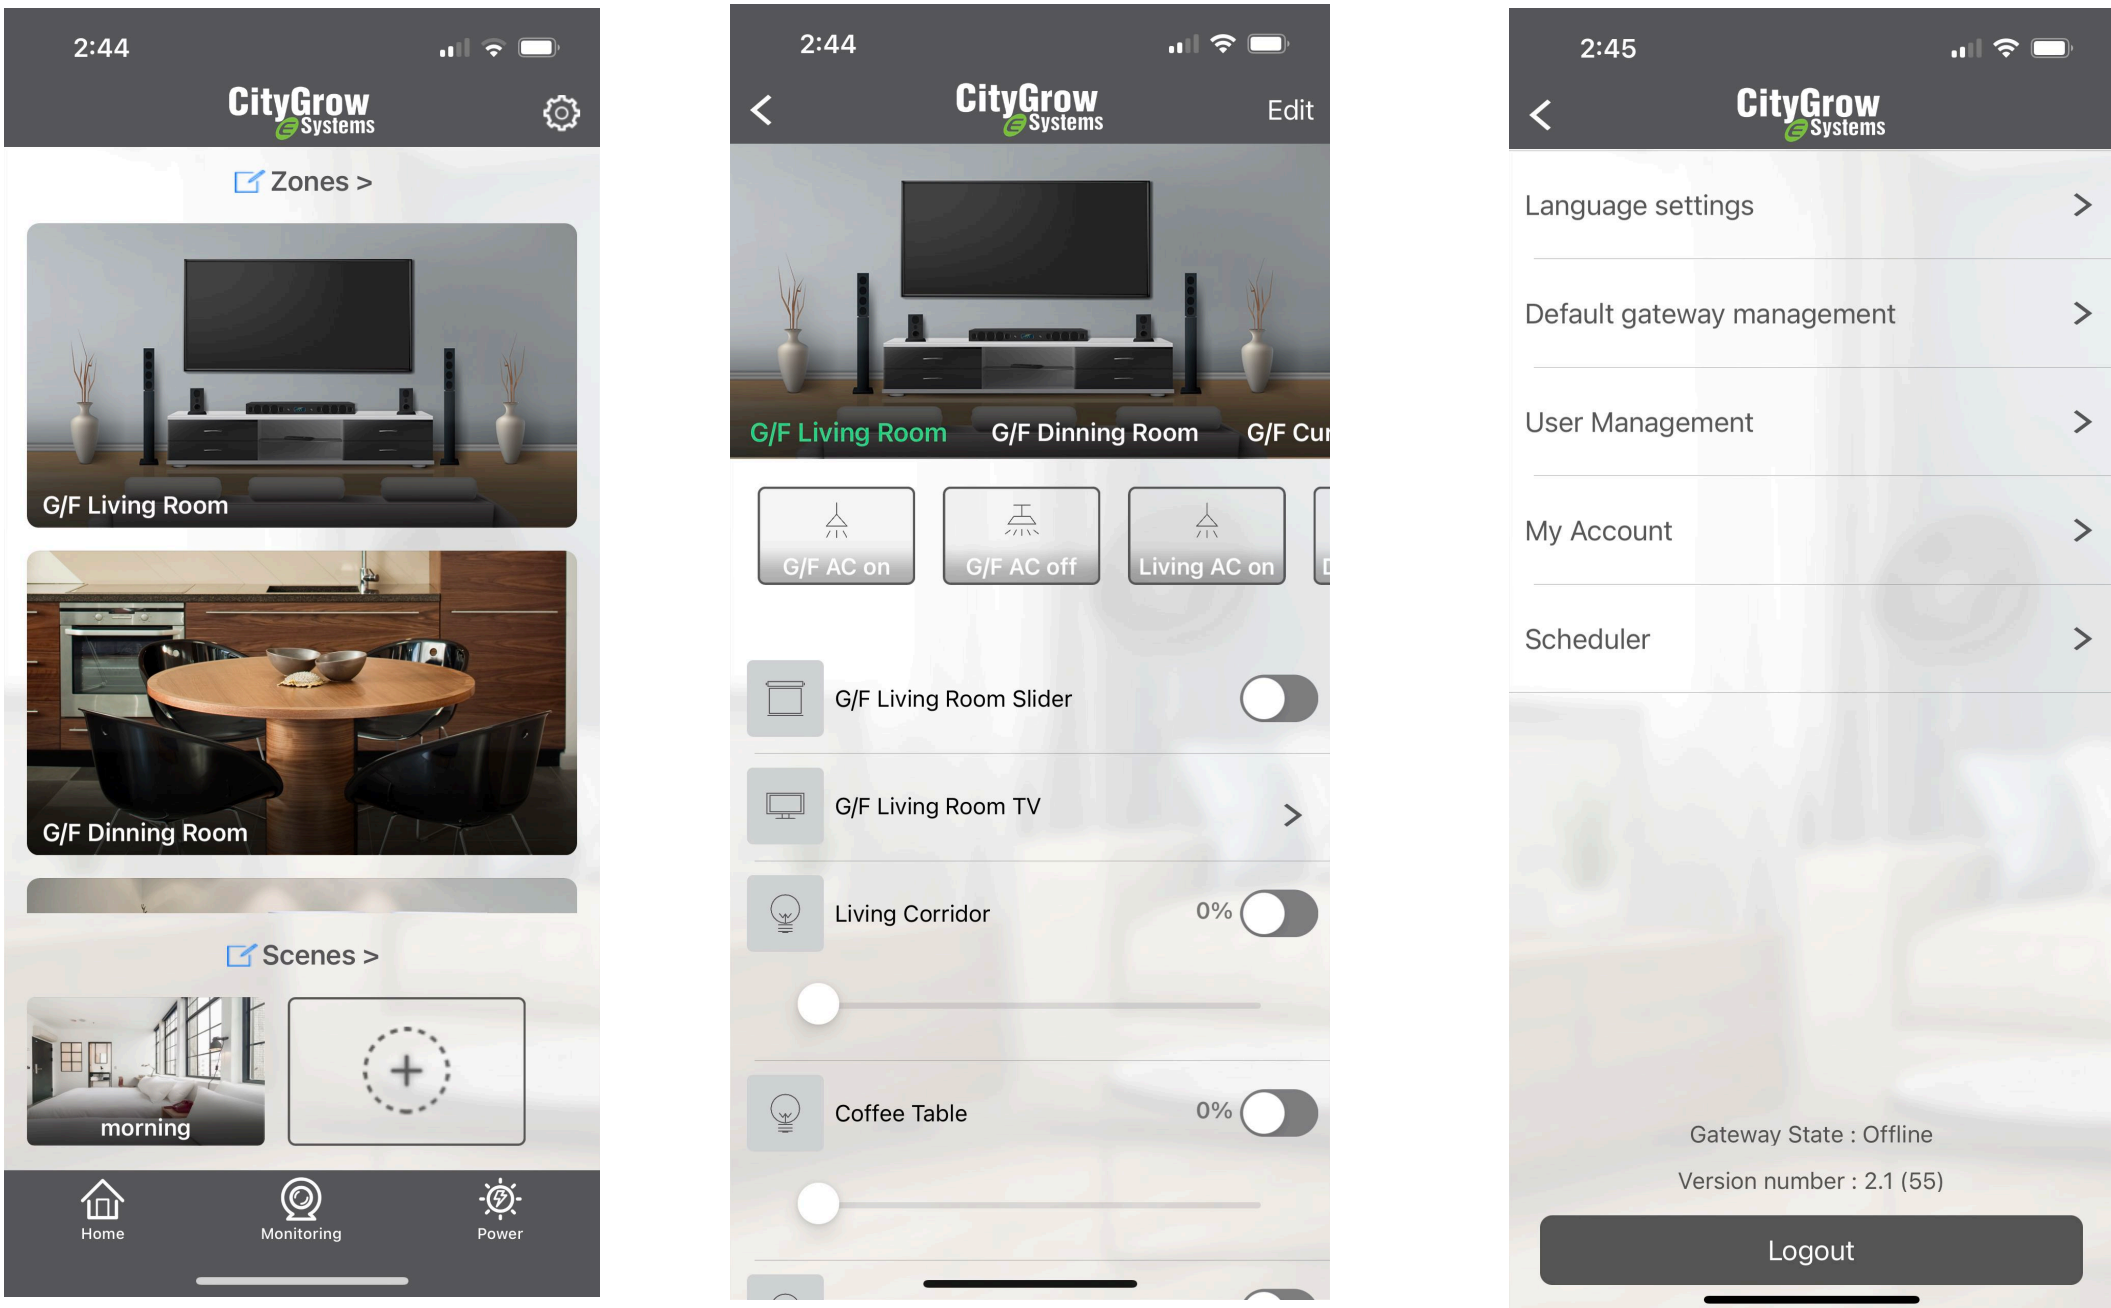 2:44
CityGrow
Systems
Zones >
G/F Living Room
G/F Dinning Room
Scenes >
morning
Home
Monitoring
Power
2:44
CityGrow
Systems
Edit
G/F Living Room
G/F Dinning Room
G/F Cur
G/F AC on
G/F AC off
Living AC on
G/F Living Room Slider
G/F Living Room TV
Living Corridor
0%
Coffee Table
0%
2:45
CityGrow
Systems
Language settings
Default gateway management
User Management
My Account
Scheduler
Gateway State : Offline
Version number : 2.1 (55)
Logout